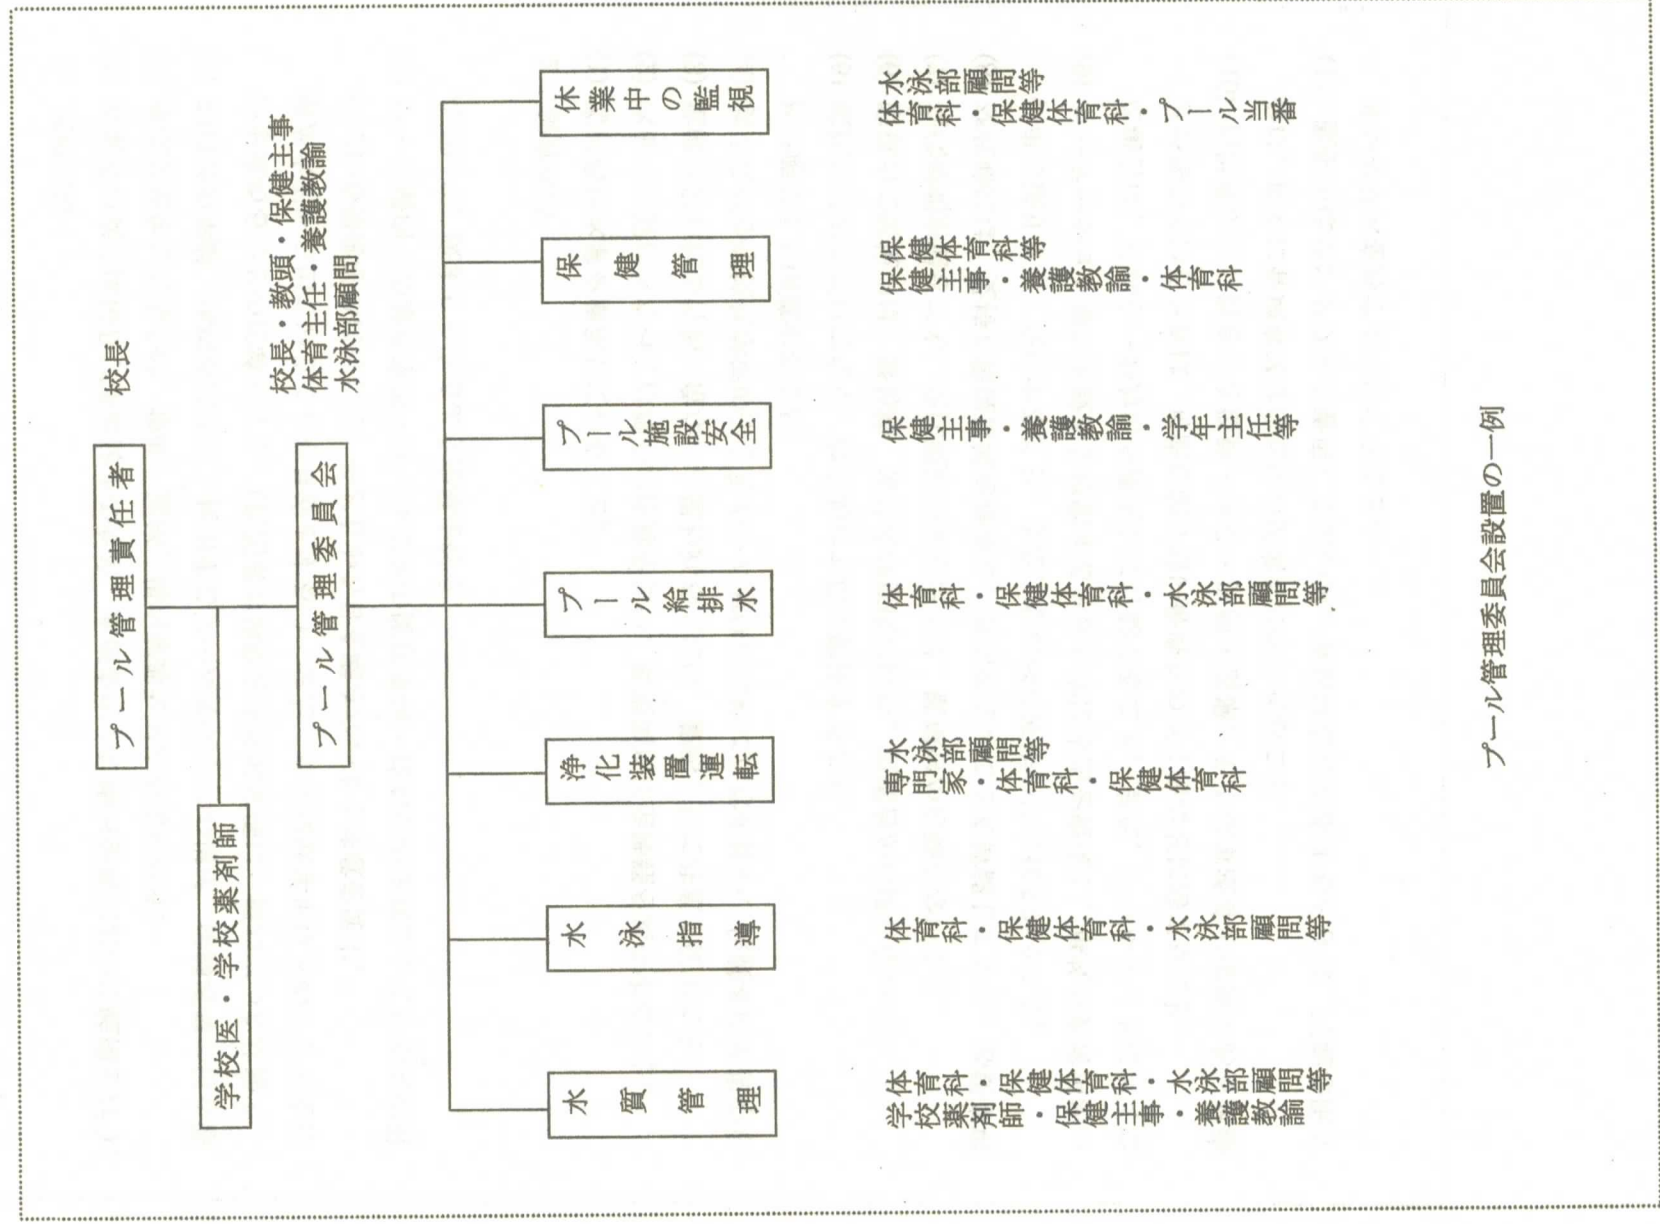 プール管理責任者
校長
学校医・学校薬剤師
プール管理委員会
校長・教頭・保健主事
体育主任・養護教諭
水泳部顧問
水質管理
水泳指導
浄化装置運転
プール給排水
プール施設安全
保健管理
休業中の監視
学校薬剤師・保健主事・養護教諭
体育科・保健体育科・水泳部顧問等
体育科・保健体育科・水泳部顧問等
専門家・体育科・保健体育科
水泳部顧問等
体育科・保健体育科・水泳部顧問等
保健主事・養護教諭・学年主任等
保健主事・養護教諭・体育科
保保健体育科等
体育科・保健体育科・プール当番
水泳部顧問等
プール管理委員会設置の一例